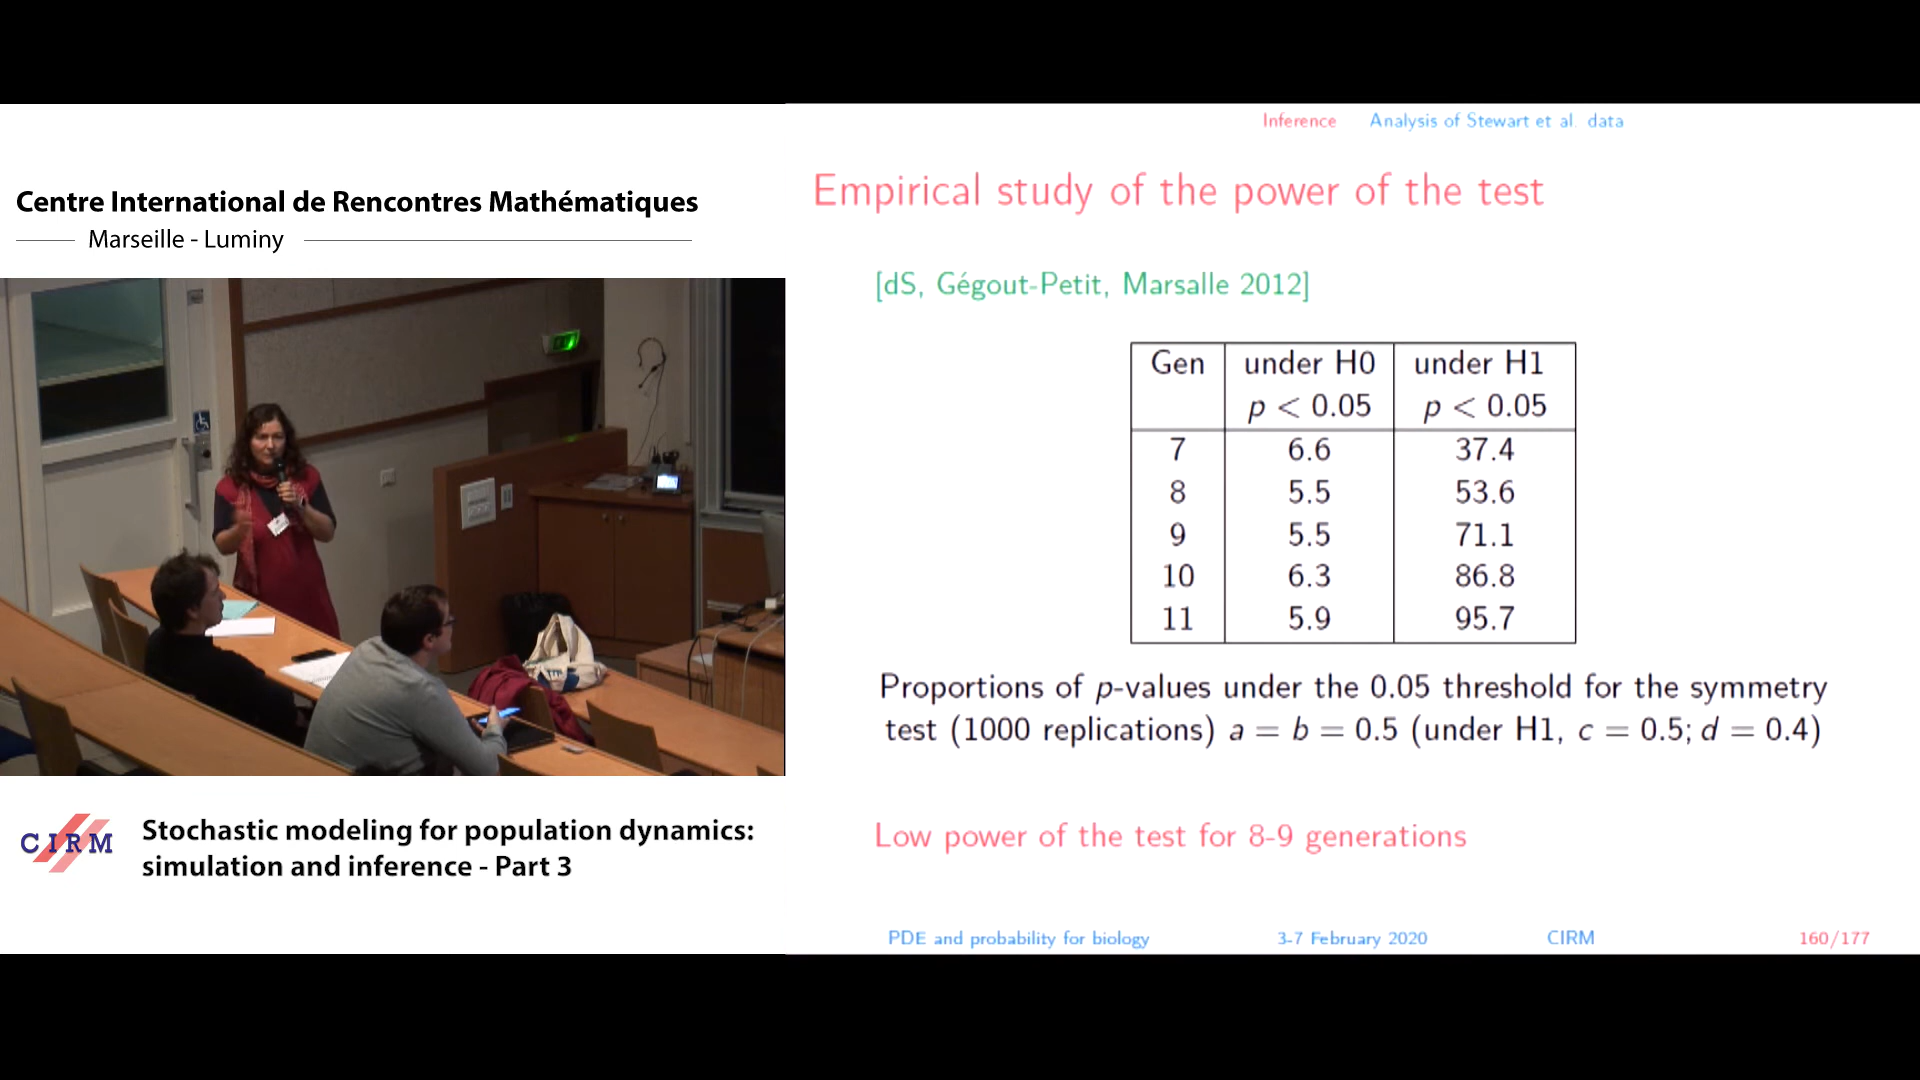 Centre International de Rencontres Mathématiques
Marseille - Luminy
CIRM
Stochastic modeling for population dynamics:
simulation and inference - Part 3
Inference Analysis of Stewart et al. data
Empirical study of the power of the test
[dS, Gégout-Petit, Marsalle 2012]
Gen under H0 under H1
p < 0.05 p < 0.05
7 6.6 37.4
8 5.5 53.6
9 5.5 71.1
10 6.3 86.8
11 5.9 95.7
Proportions of p-values under the 0.05 threshold for the symmetry
test (1000 replications) a = b = 0.5 (under H1, c = 0.5; d = 0.4)
Low power of the test for 8-9 generations
PDE and probability for biology 3-7 February 2020 CIRM 160/177